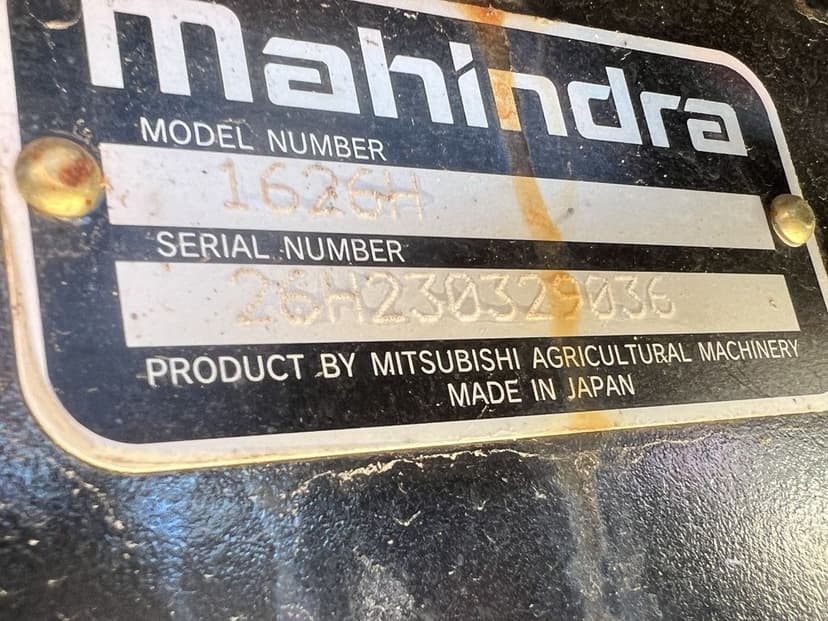 mahindra
MODEL NUMBER
1626H
SERIAL NUMBER
26H230329036
PRODUCT BY MITSUBISHI AGRICULTURAL MACHINERY
MADE IN JAPAN